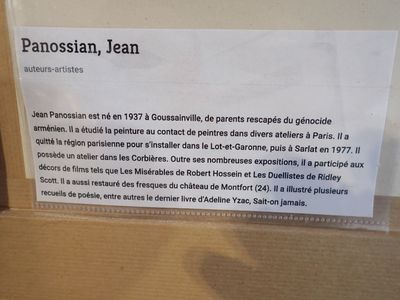 Panossian, Jean
auteurs-artistes
Jean Panossian est né en 1937 à Goussainville, de parents rescapés du génocide
arménien. Il a étudié la peinture au contact de peintres dans divers ateliers à Paris. Il a
quitté la région parisienne pour s'installer dans le Lot-et-Garonne, puis à Sarlat en 1977. Il
possède un atelier dans les Corbières. Outre ses nombreuses expositions, il a participé aux
décors de films tels que Les Misérables de Robert Hossein et Les Duellistes de Ridley
Scott. Il a aussi restauré des fresques du château de Montfort (24). Il a illustré plusieurs
recueils de poésie, entre autres le dernier livre d'Adeline Yzac, Sait-on jamais.